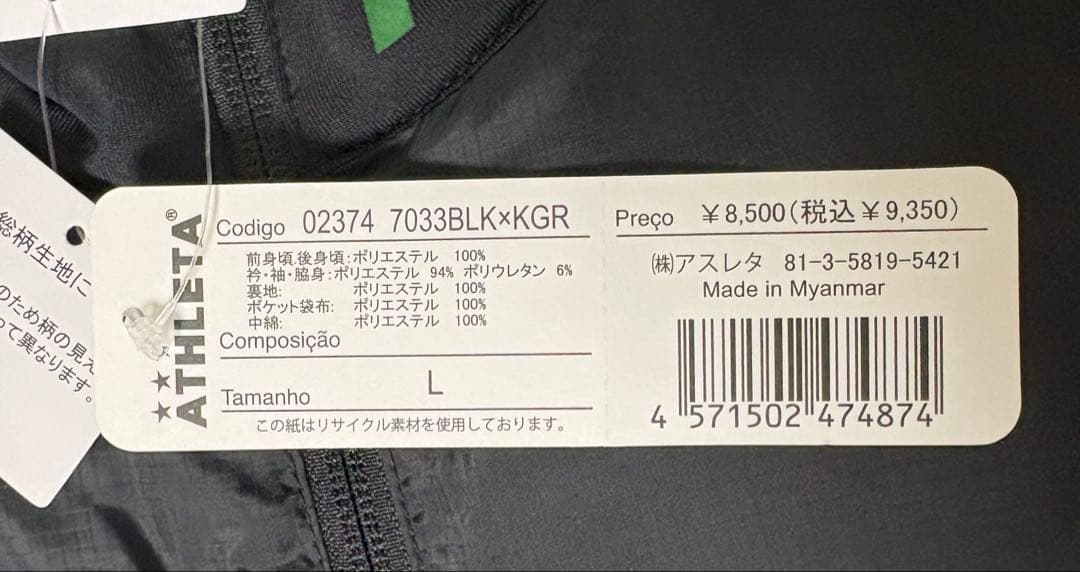 総柄生地に
のため柄の見え
って異なります。
ATHLETA®
Codigo 02374 7033BLK×KGR
前身頃.後身頃:ポリエステル 100%
衿・袖・脇身:ポリエステル 94% ポリウレタン 6%
裏地: ポリエステル 100%
ポケット袋布: ポリエステル 100%
中綿: ポリエステル 100%
Composição
Tamanho L
この紙はリサイクル素材を使用しております。
Preço ¥8,500(税込¥9,350)
㈱アスレタ 81-3-5819-5421
Made in Myanmar
4 571502 474874